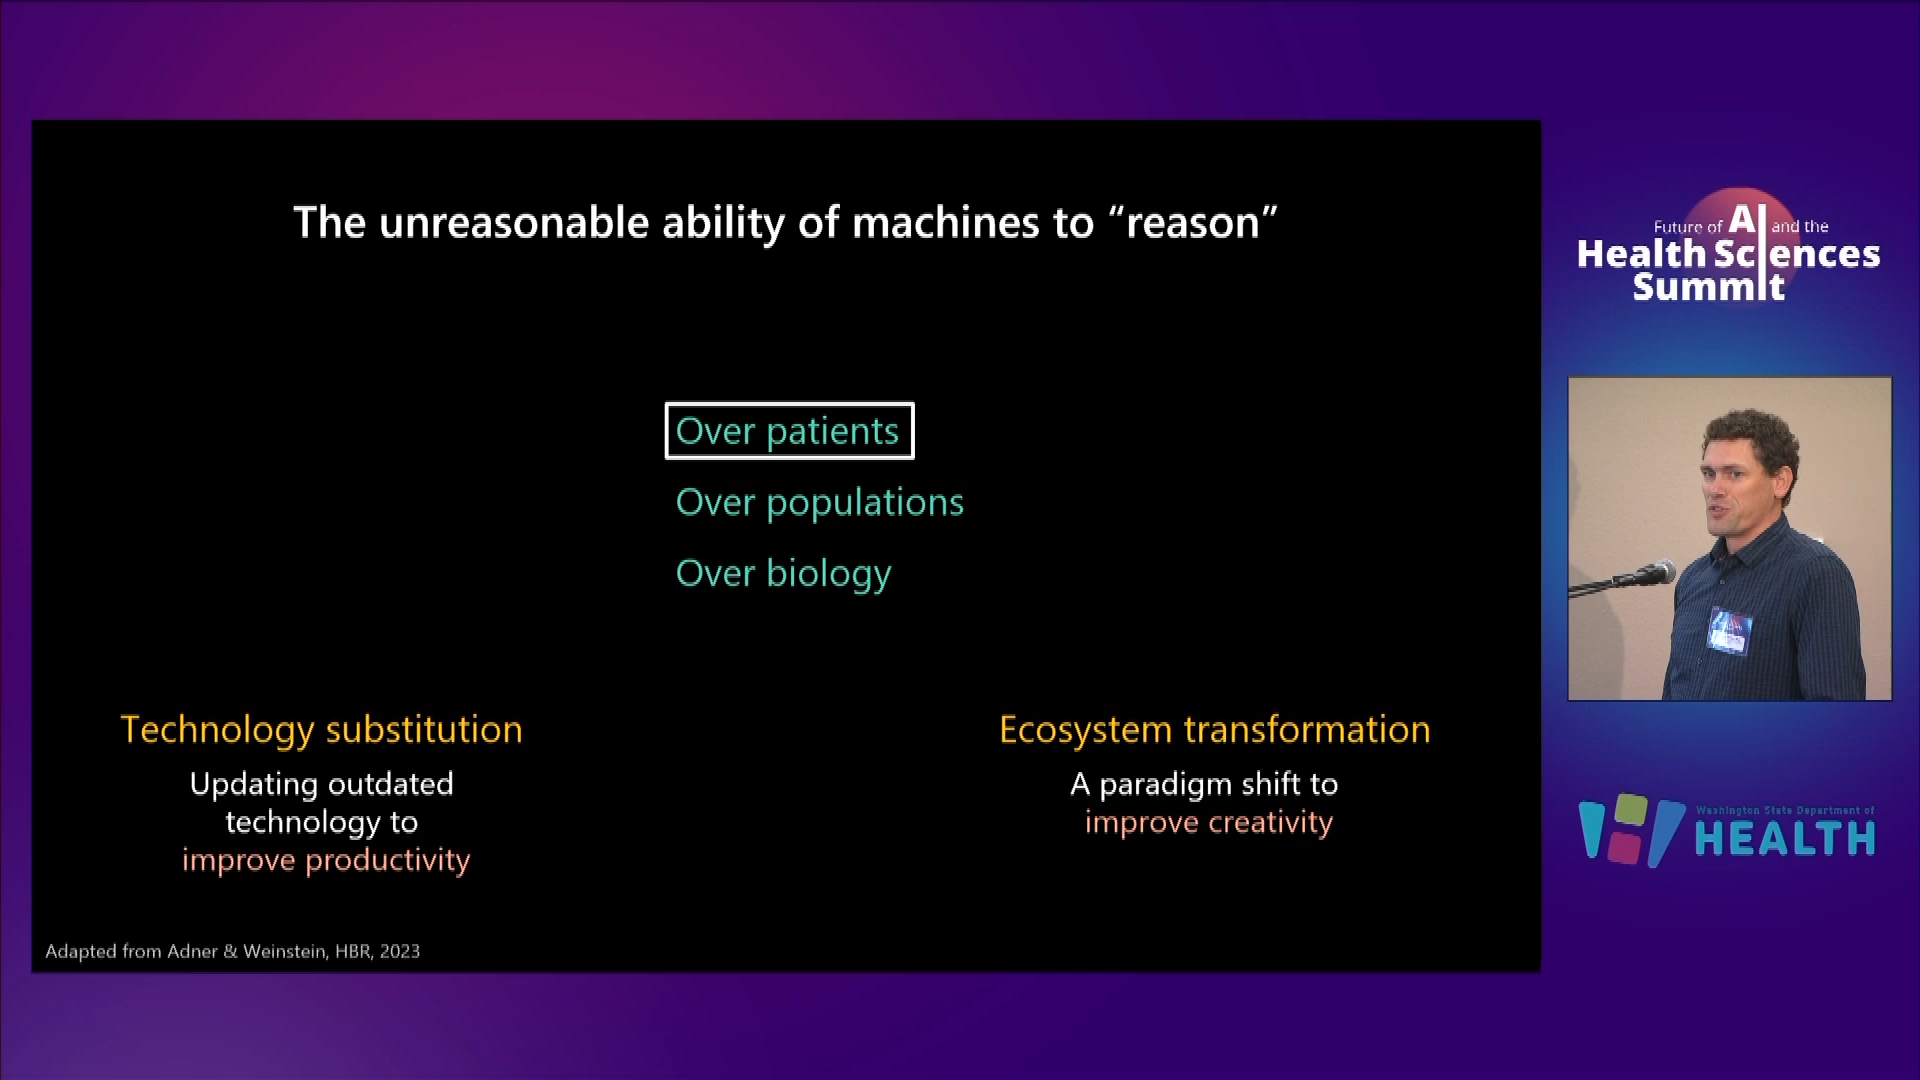 The unreasonable ability of machines to “reason”
Over patients
Over populations
Over biology
Technology substitution
Updating outdated
technology to
improve productivity
Ecosystem transformation
A paradigm shift to
improve creativity
Adapted from Adner & Weinstein, HBR, 2023
Future of AI and the
Health Sciences
Summit
Washington State Department of
HEALTH